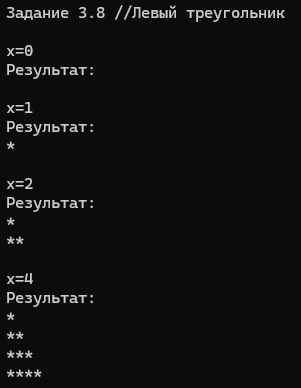 Задание 3.8 //Левый треугольник
x=0
Результат:
x=1
Результат:
*
x=2
Результат:
*
**
x=4
Результат:
*
**
***
****